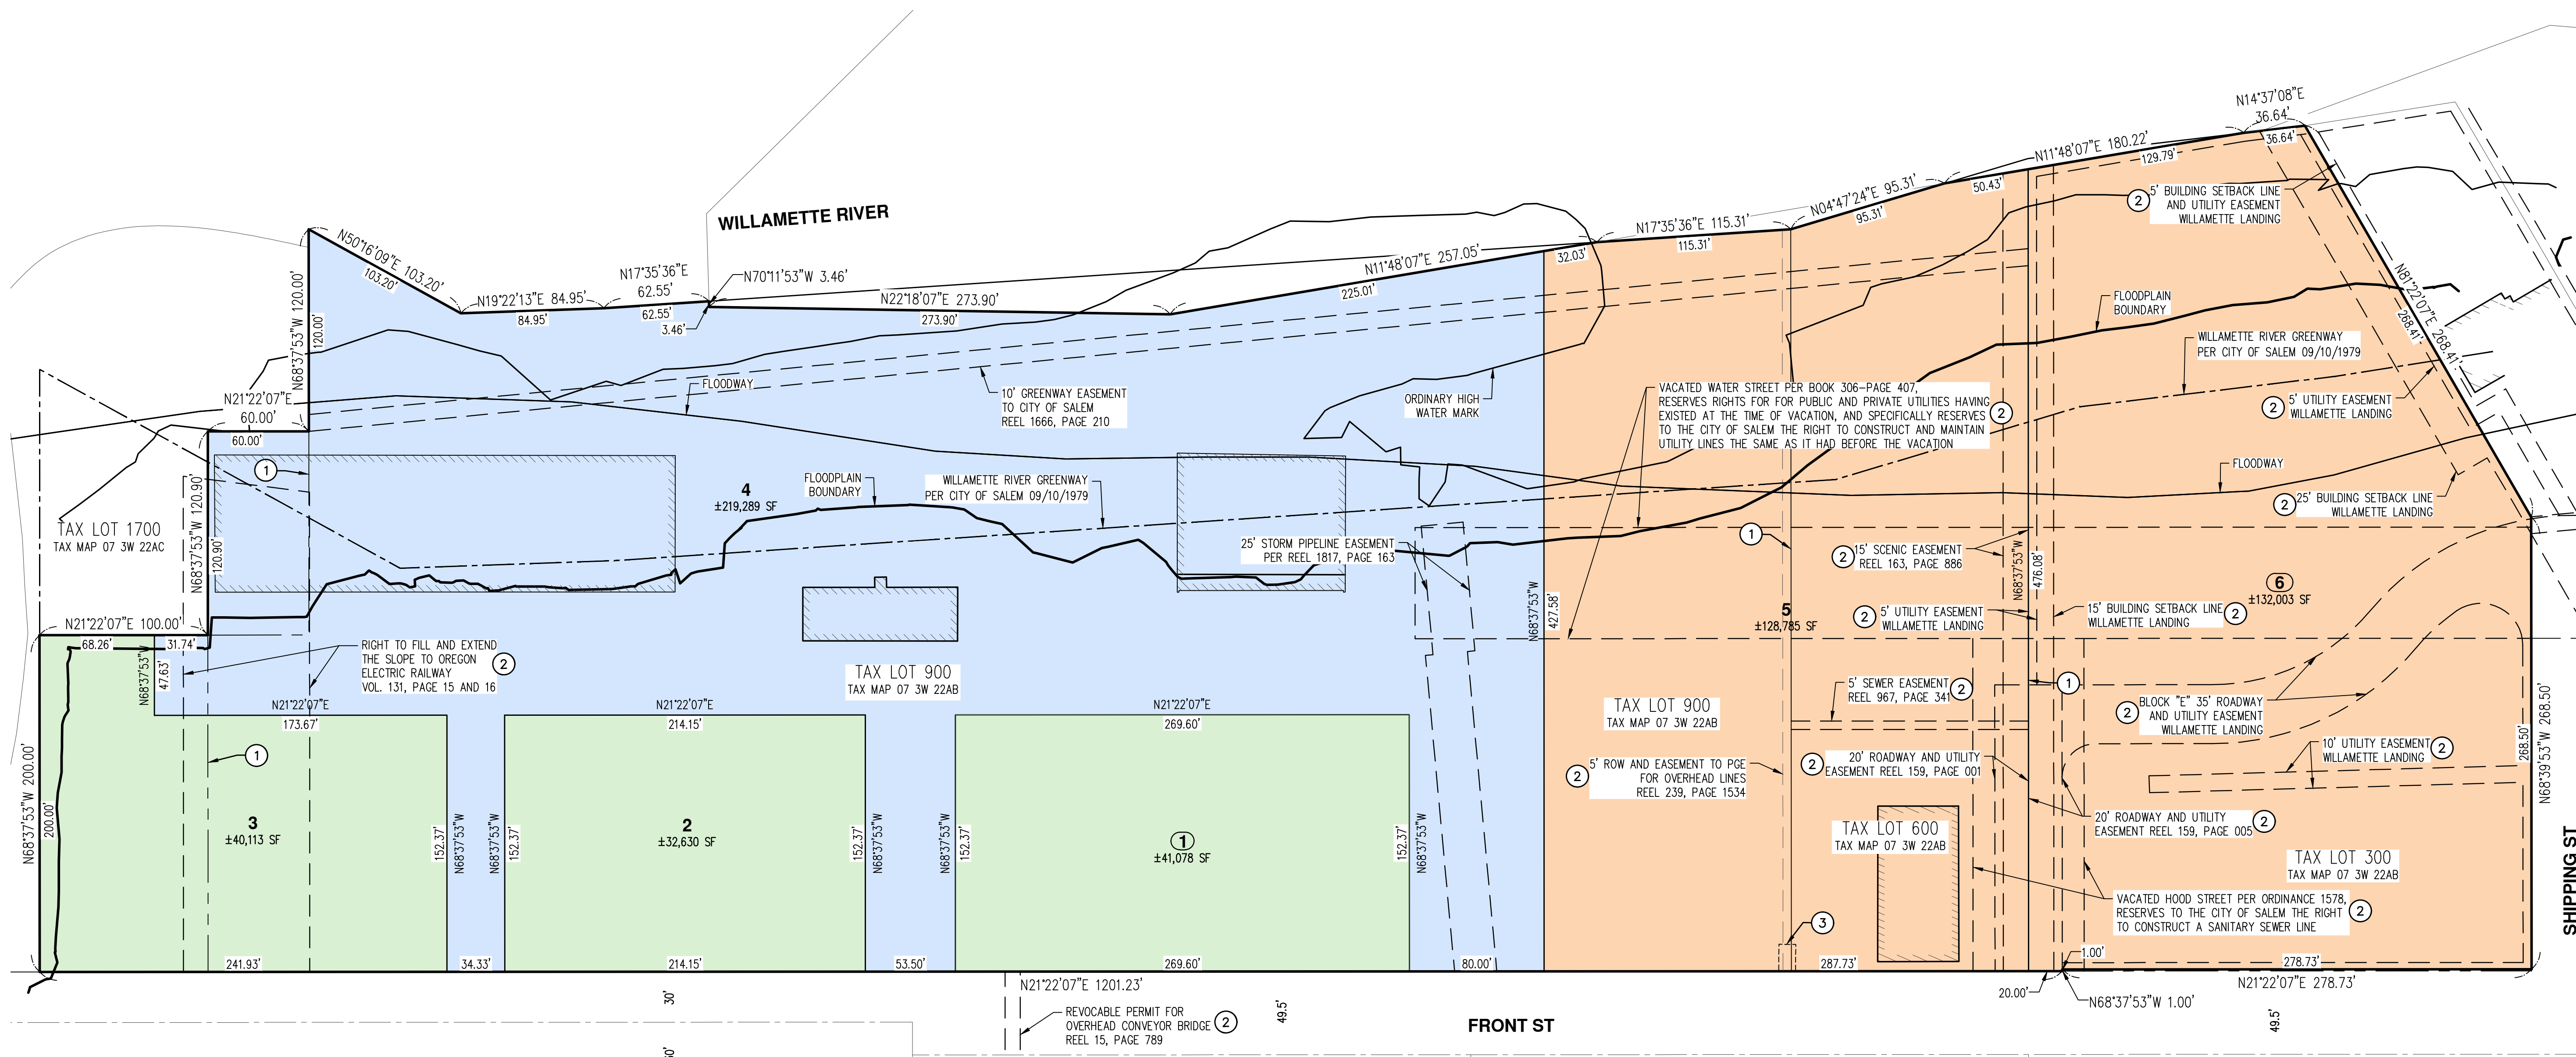 N14°37'08"E
36.64'
36.64'
N11°48'07"E 180.22'
129.79'
50.43'
N04°47'24"E 95.31'
95.31'
N17°35'36"E 115.31'
115.31'
32.03'
N11°48'07"E 257.05'
225.01'
WILLAMETTE RIVER
N22°18'07"E 273.90'
273.90'
N70°11'53"W 3.46'
3.46'
N17°35'36"E
62.55'
62.55'
N19°22'13"E 84.95'
84.95'
N50°16'09"E 103.20'
103.20'
N68°37'53"W 120.00'
120.00'
N21°22'07"E
60.00'
60.00'
1
N68°37'53"W 120.90'
120.90'
TAX LOT 1700
TAX MAP 07 3W 22AC
N21°22'07"E 100.00'
68.26'
31.74'
N68°37'53"W
47.63'
N68°37'53"W 200.00'
200.00'
FLOODWAY
10' GREENWAY EASEMENT
TO CITY OF SALEM
REEL 1666, PAGE 210
ORDINARY HIGH
WATER MARK
4
±219,289 SF
FLOODPLAIN
BOUNDARY
WILLAMETTE RIVER GREENWAY
PER CITY OF SALEM 09/10/1979
25' STORM PIPELINE EASEMENT
PER REEL 1817, PAGE 163
RIGHT TO FILL AND EXTEND
THE SLOPE TO OREGON
ELECTRIC RAILWAY
VOL. 131, PAGE 15 AND 16
2
TAX LOT 900
TAX MAP 07 3W 22AB
N21°22'07"E
173.67'
N21°22'07"E
214.15'
N21°22'07"E
269.60'
1
3
±40,113 SF
152.37'
N68°37'53"W
N68°37'53"W
152.37'
2
±32,630 SF
152.37'
N68°37'53"W
N68°37'53"W
152.37'
1
±41,078 SF
152.37'
N68°37'53"W
241.93'
34.33'
214.15'
53.50'
269.60'
80.00'
287.73'
20.00'
1.00'
278.73'
N21°22'07"E 1201.23'
N68°37'53"W 1.00'
N21°22'07"E 278.73'
REVOCABLE PERMIT FOR
OVERHEAD CONVEYOR BRIDGE
REEL 15, PAGE 789
2
30'
49.5'
49.5'
FRONT ST
SHIPPING ST
VACATED WATER STREET PER BOOK 306-PAGE 407,
RESERVES RIGHTS FOR FOR PUBLIC AND PRIVATE UTILITIES HAVING
EXISTED AT THE TIME OF VACATION, AND SPECIFICALLY RESERVES
TO THE CITY OF SALEM THE RIGHT TO CONSTRUCT AND MAINTAIN
UTILITY LINES THE SAME AS IT HAD BEFORE THE VACATION
2
2
5' BUILDING SETBACK LINE
AND UTILITY EASEMENT
WILLAMETTE LANDING
FLOODPLAIN
BOUNDARY
WILLAMETTE RIVER GREENWAY
PER CITY OF SALEM 09/10/1979
N81°22'07"E 268.41'
268.41'
2
5' UTILITY EASEMENT
WILLAMETTE LANDING
FLOODWAY
2
25' BUILDING SETBACK LINE
WILLAMETTE LANDING
1
N68°37'53"W
427.58'
2
15' SCENIC EASEMENT
REEL 163, PAGE 886
N68°37'53"W
476.08'
5
±128,785 SF
2
5' UTILITY EASEMENT
WILLAMETTE LANDING
15' BUILDING SETBACK LINE
WILLAMETTE LANDING
2
6
±132,003 SF
5' SEWER EASEMENT
REEL 967, PAGE 341
2
1
2
BLOCK "E" 35' ROADWAY
AND UTILITY EASEMENT
WILLAMETTE LANDING
TAX LOT 900
TAX MAP 07 3W 22AB
2
5' ROW AND EASEMENT TO PGE
FOR OVERHEAD LINES
REEL 239, PAGE 1534
2
20' ROADWAY AND UTILITY
EASEMENT REEL 159, PAGE 001
10' UTILITY EASEMENT
WILLAMETTE LANDING
2
N68°39'53"W 268.50'
268.50'
20' ROADWAY AND UTILITY
EASEMENT REEL 159, PAGE 005
2
TAX LOT 600
TAX MAP 07 3W 22AB
TAX LOT 300
TAX MAP 07 3W 22AB
3
VACATED HOOD STREET PER ORDINANCE 1578,
RESERVES TO THE CITY OF SALEM THE RIGHT
TO CONSTRUCT A SANITARY SEWER LINE
2